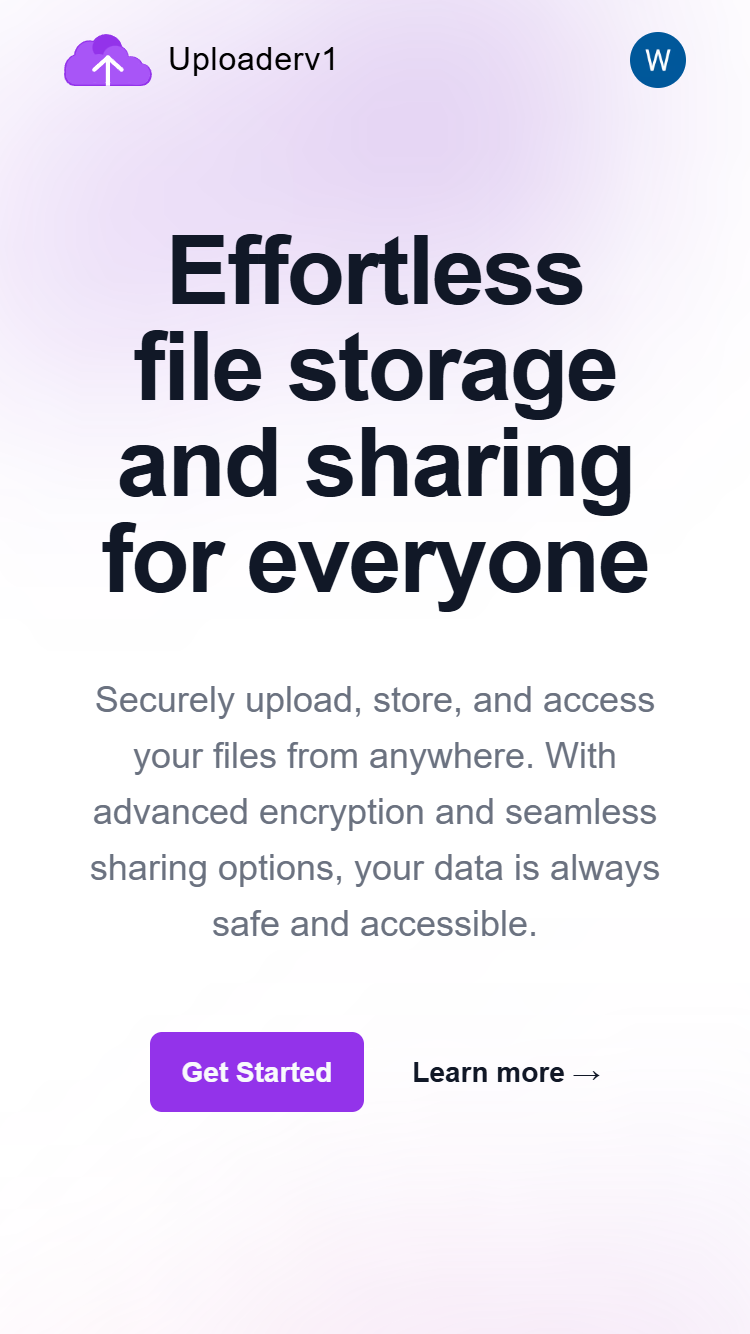 Uploaderv1
W
Effortless
file storage
and sharing
for everyone
Securely upload, store, and access
your files from anywhere. With
advanced encryption and seamless
sharing options, your data is always
safe and accessible.
Get Started
Learn more →